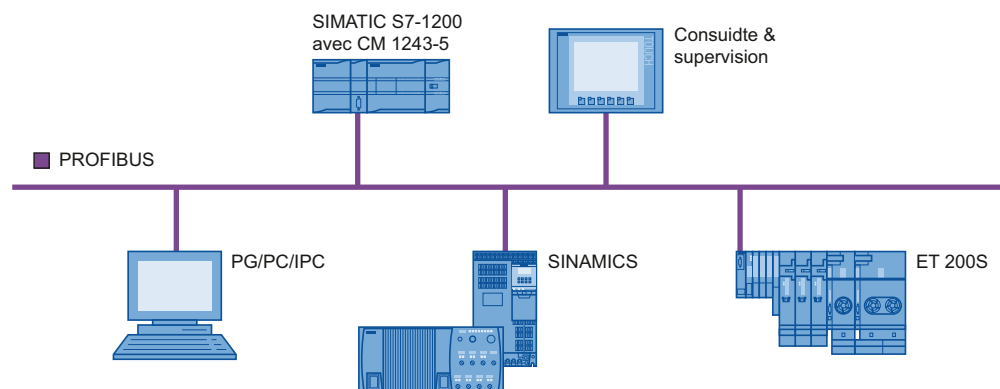 SIMATIC S7-1200
avec CM 1243-5
Consuidte &
supervision
PROFIBUS
PG/PC/IPC
SINAMICS
ET 200S